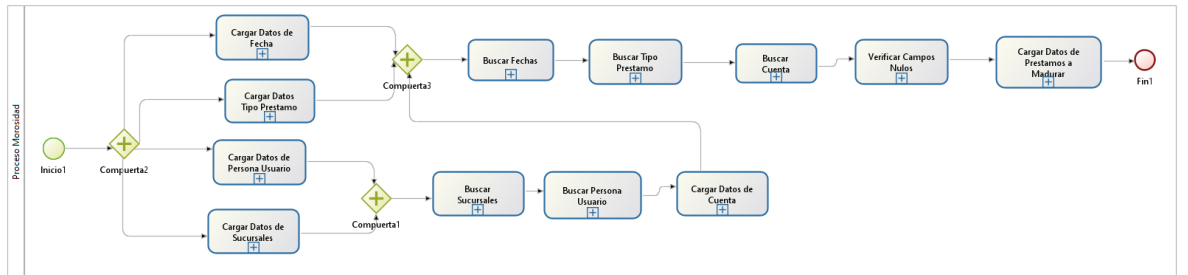 Proceso Morosidad
Inicio1
Compuerta2
Cargar Datos de
Fecha
Cargar Datos
Tipo Prestamo
Cargar Datos de
Persona Usuario
Cargar Datos de
Sucursales
Compuerta1
Buscar
Sucursales
Buscar Persona
Usuario
Cargar Datos de
Cuenta
Compuerta3
Buscar Fechas
Buscar Tipo
Prestamo
Buscar
Cuenta
Verificar Campos
Nulos
Cargar Datos de
Prestamos a
Madurar
Fin1